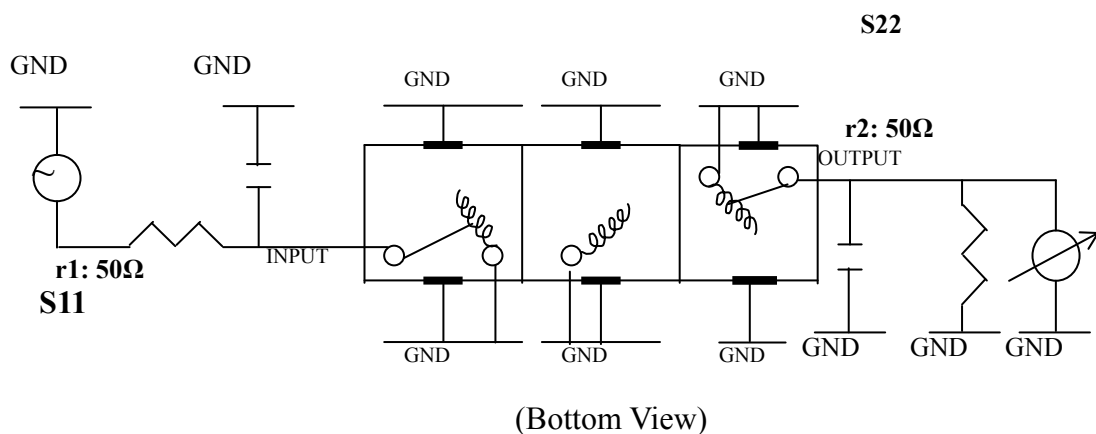 S22
GND
GND
GND
GND
GND
r2: 50Ω
OUTPUT
INPUT
r1: 50Ω
S11
GND
GND
GND
GND
GND
GND
(Bottom View)